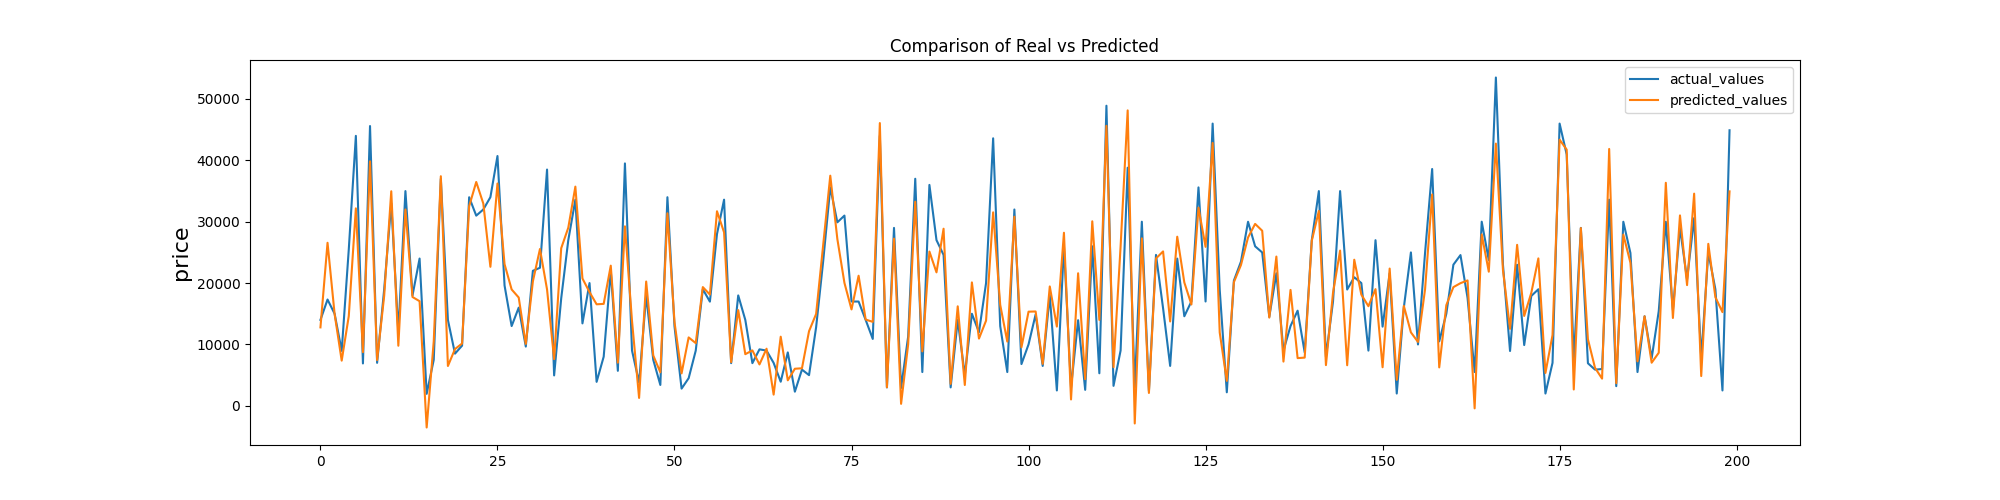 Comparison of Real vs Predicted
actual_values
predicted_values
price
50000
40000
30000
20000
10000
0
0 25 50 75 100 125 150 175 200